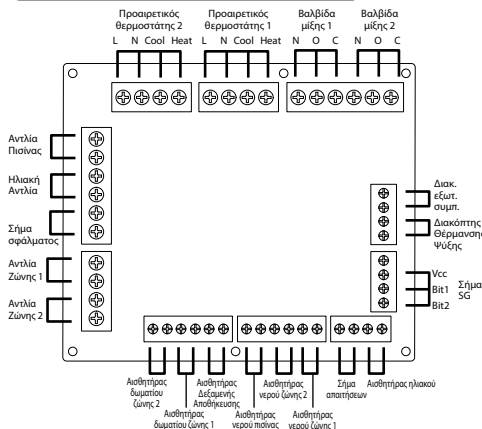 Προαιρετικός
θερμοστάτης 2
L N Cool Heat
Προαιρετικός
θερμοστάτης 1
L N Cool Heat
Βαλβίδα
μίξης 1
N O C
Βαλβίδα
μίξης 2
N O C
Αντλία
Πισίνας
Ηλιακή
Αντλία
Σήμα
σφάλματος
Αντλία
Ζώνης 1
Αντλία
Ζώνης 2
Διακ.
εξωτ.
συμπ.
Διακόπτης
Θέρμανσης
Ψύξης
Vcc
Bit1
Bit2
Σήμα
SG
Αισθητήρας
δωματίου
ζώνης 2
Αισθητήρας
δωματίου ζώνης 1
Αισθητήρας
Δεξαμενής
Αποθήκευσης
Αισθητήρας
νερού πισίνας
Αισθητήρας
νερού ζώνης 2
Αισθητήρας
νερού ζώνης 1
Σήμα
απαιτήσεων
Αισθητήρας ηλιακού